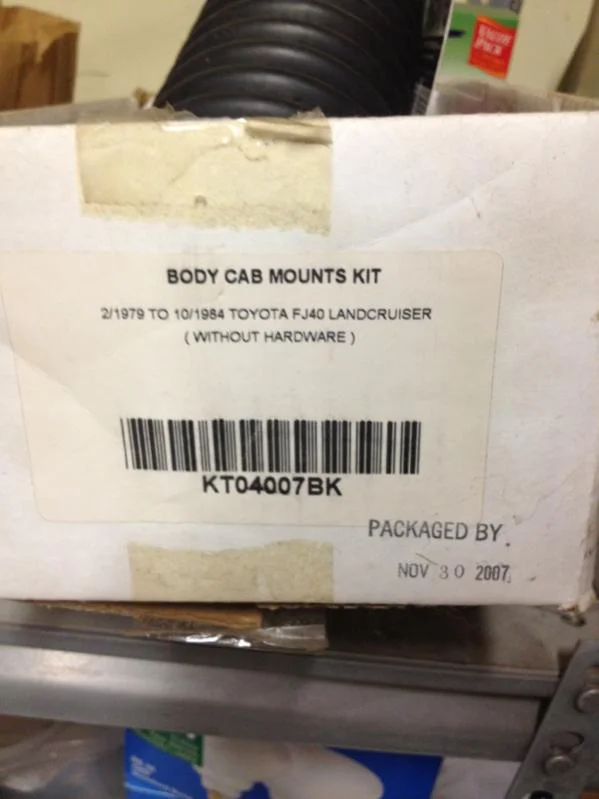 BODY CAB MOUNTS KIT
2/1979 TO 10/1984 TOYOTA FJ40 LANDCRUISER
( WITHOUT HARDWARE )
KT04007BK
PACKAGED BY
NOV 30 2007